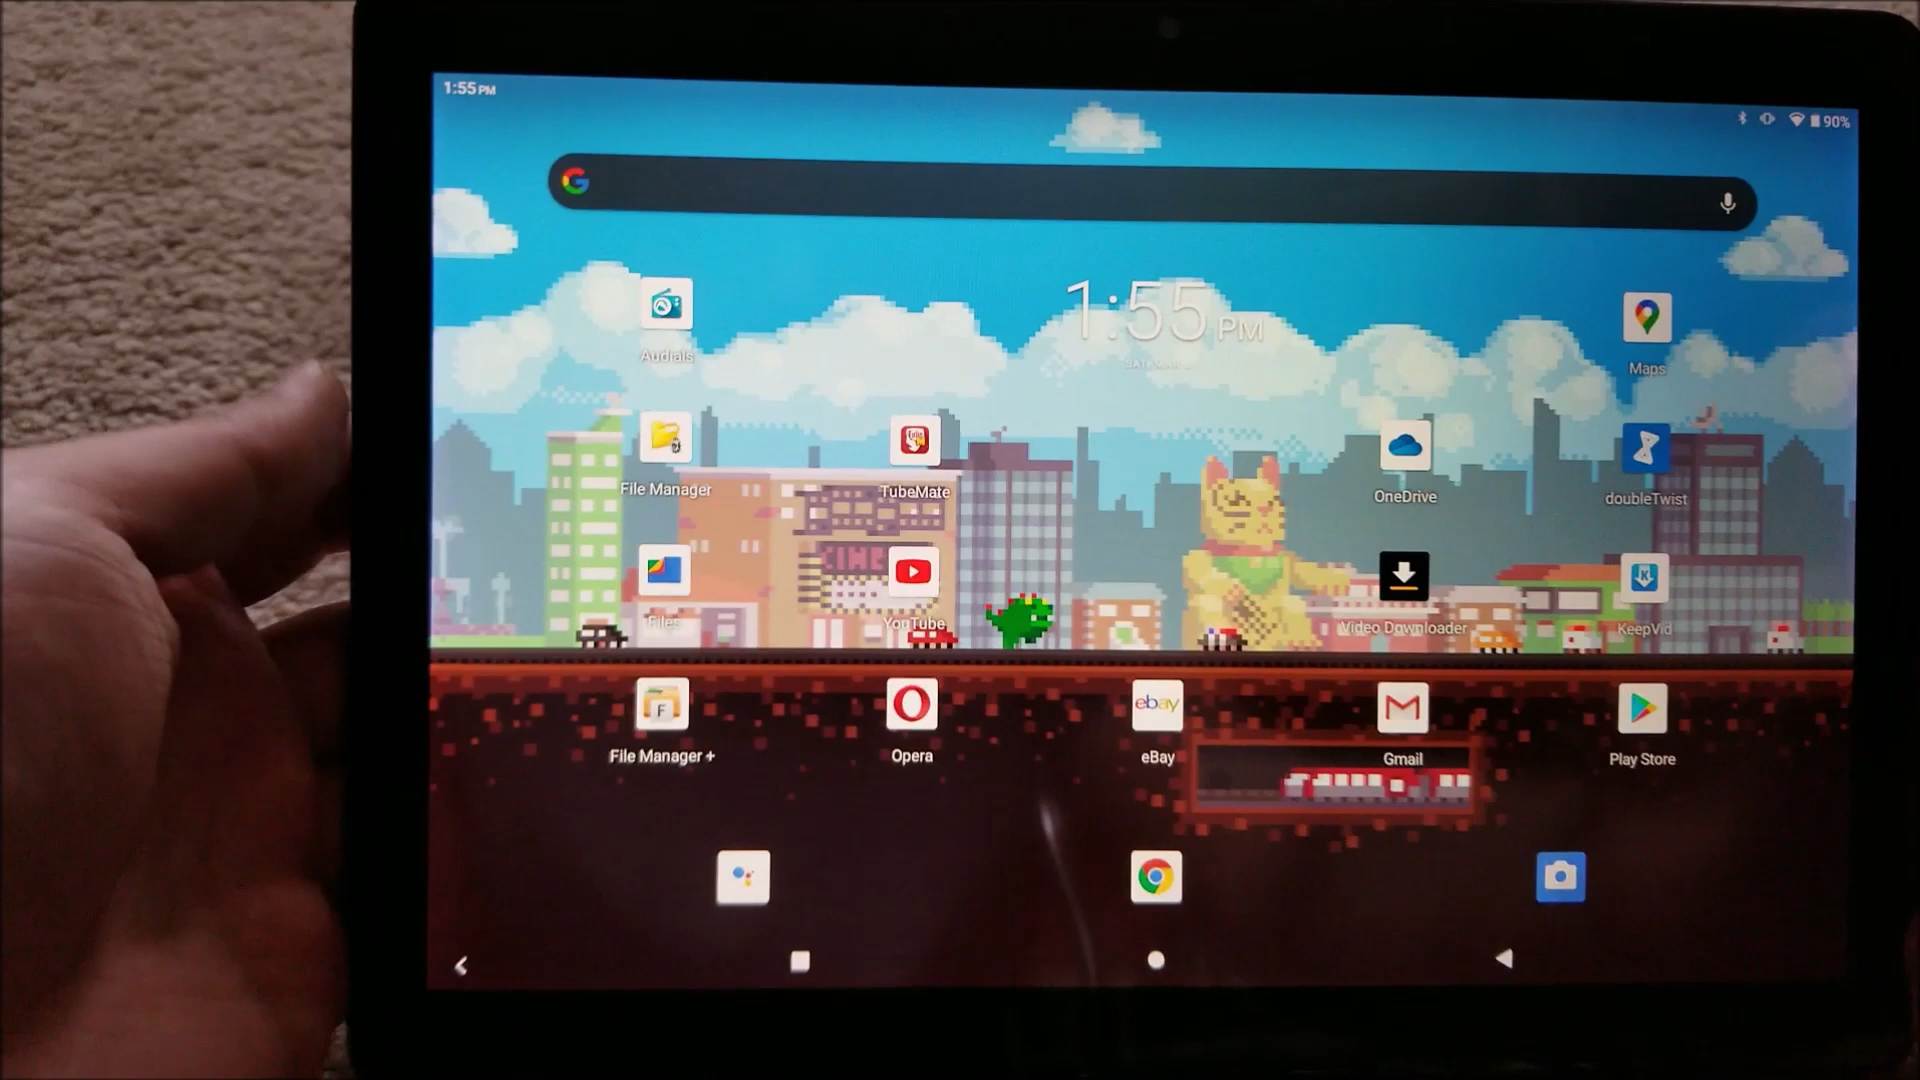 1:55 PM
90%
G
1:55 PM
Audials
Maps
File Manager
TubeMate
OneDrive
doubleTwist
CINE
Files
YouTube
Video Downloader
KeepVid
File Manager +
Opera
ebay
eBay
Gmail
Play Store